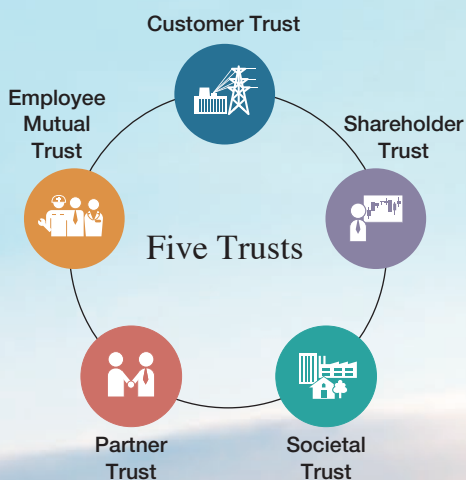 Customer Trust
Employee
Mutual
Trust
Shareholder
Trust
Five Trusts
Partner
Trust
Societal
Trust